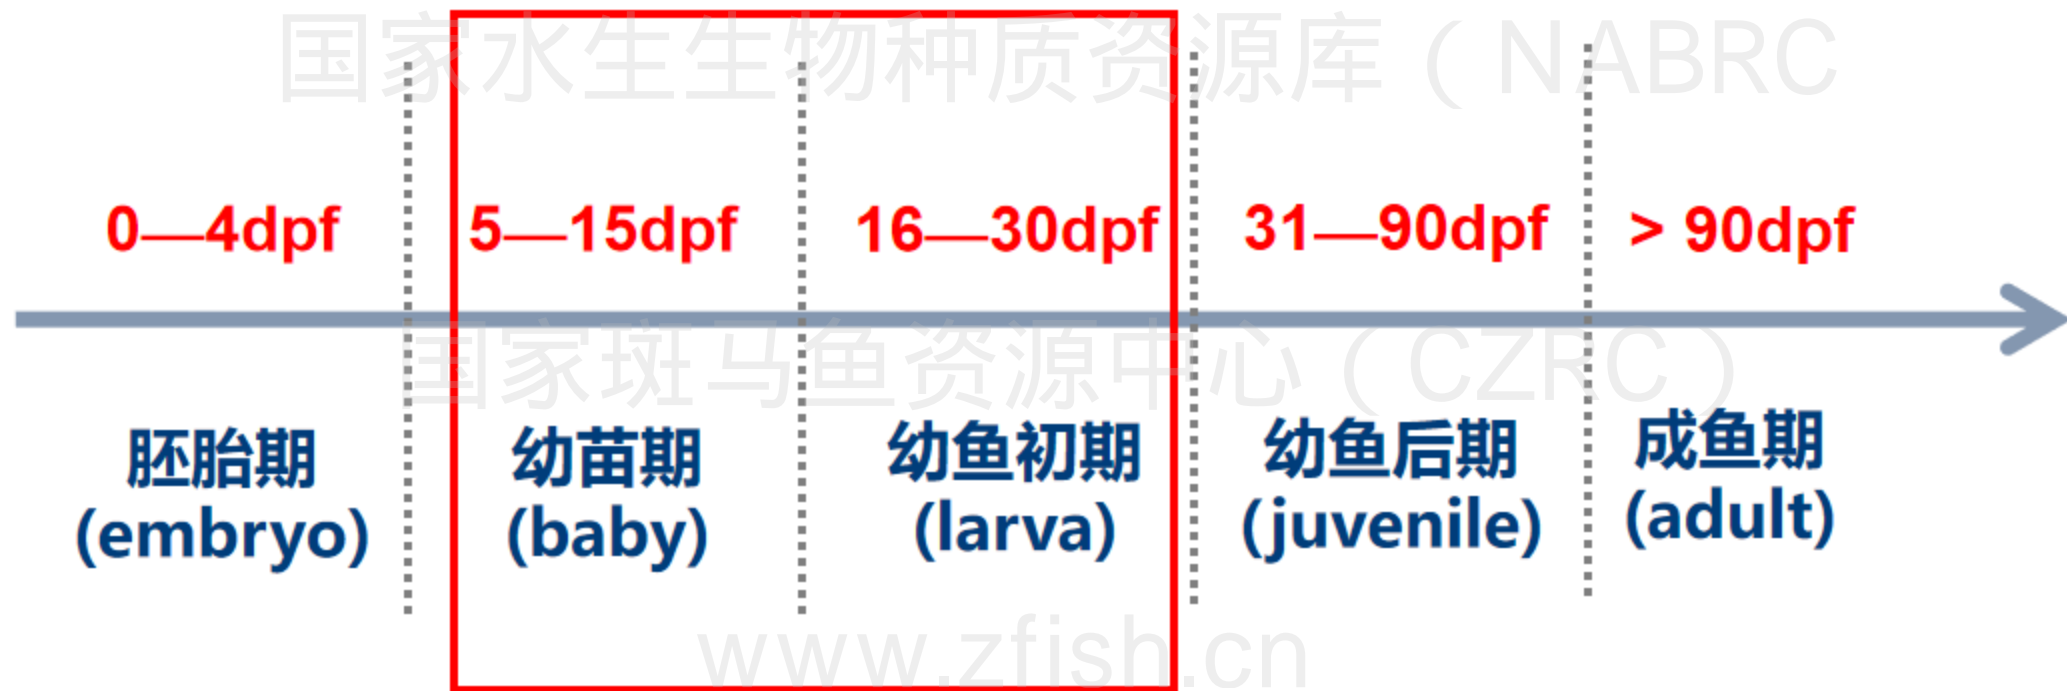 国家水生生物种质资源库（NABRC
0—4dpf
5—15dpf
16—30dpf
31—90dpf
> 90dpf
国家斑马鱼资源中心（CZRC）
胚胎期
(embryo)
幼苗期
(baby)
幼鱼初期
(larva)
幼鱼后期
(juvenile)
成鱼期
(adult)
www.zfish.cn